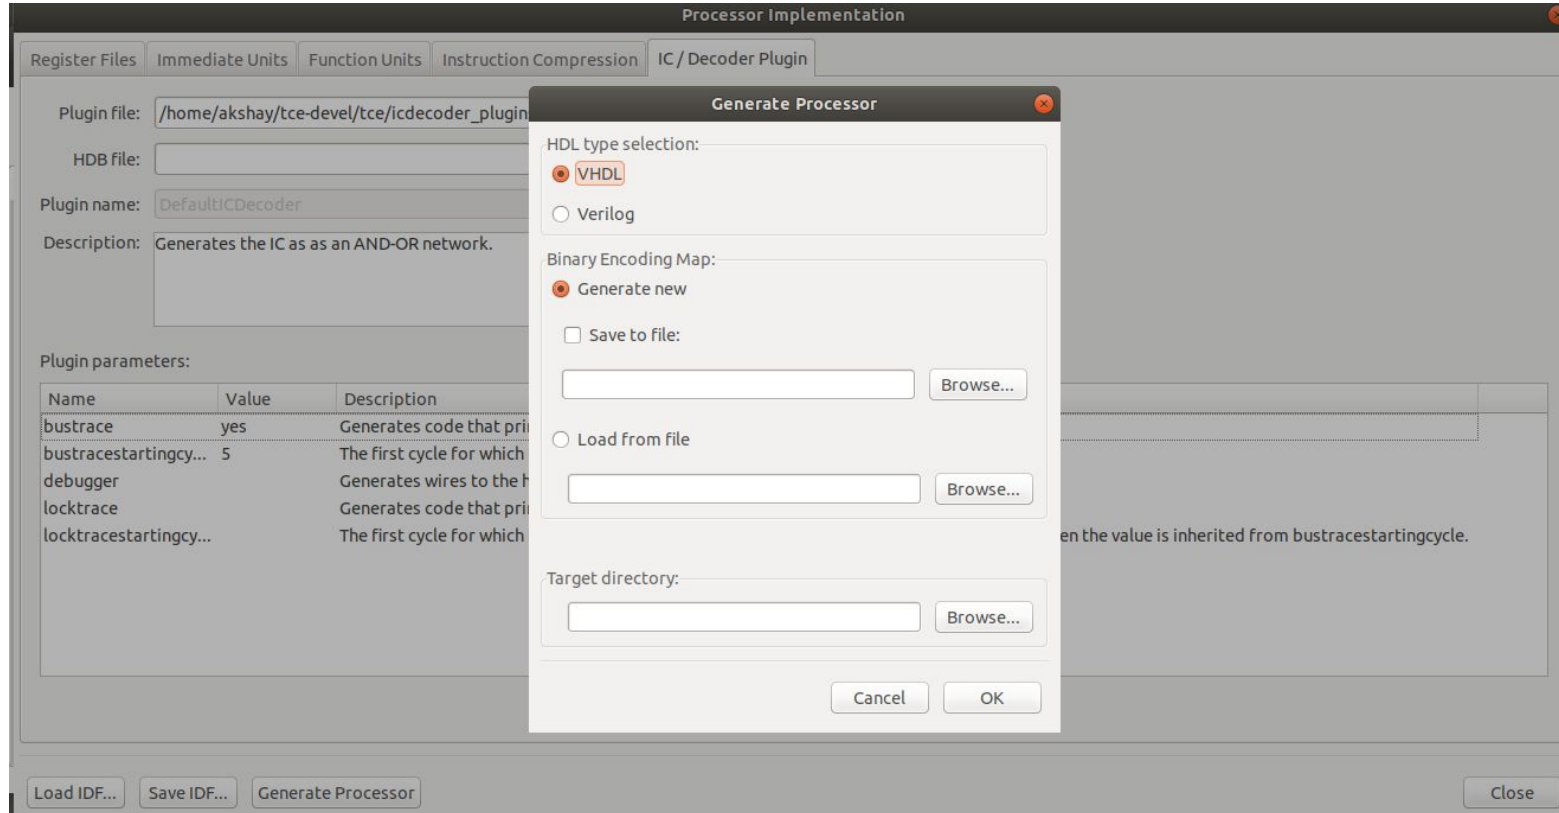 Processor Implementation
Register Files Immediate Units Function Units Instruction Compression IC / Decoder Plugin
Plugin file: /home/akshay/tce-devel/tce/icdecoder_plugin
HDB file:
Plugin name: DefaultICDecoder
Description: Generates the IC as as an AND-OR network.
Plugin parameters:
Name Value Description
bustrace yes Generates code that pri
bustracestartingcy... 5 The first cycle for which
debugger Generates wires to the h
locktrace Generates code that pri
locktracestartingcy... The first cycle for which en the value is inherited from bustracestartingcycle.
Load IDF... Save IDF... Generate Processor Close
Generate Processor
HDL type selection:
VHDL
Verilog
Binary Encoding Map:
Generate new
Save to file:
Browse...
Load from file
Browse...
Target directory:
Browse...
Cancel OK